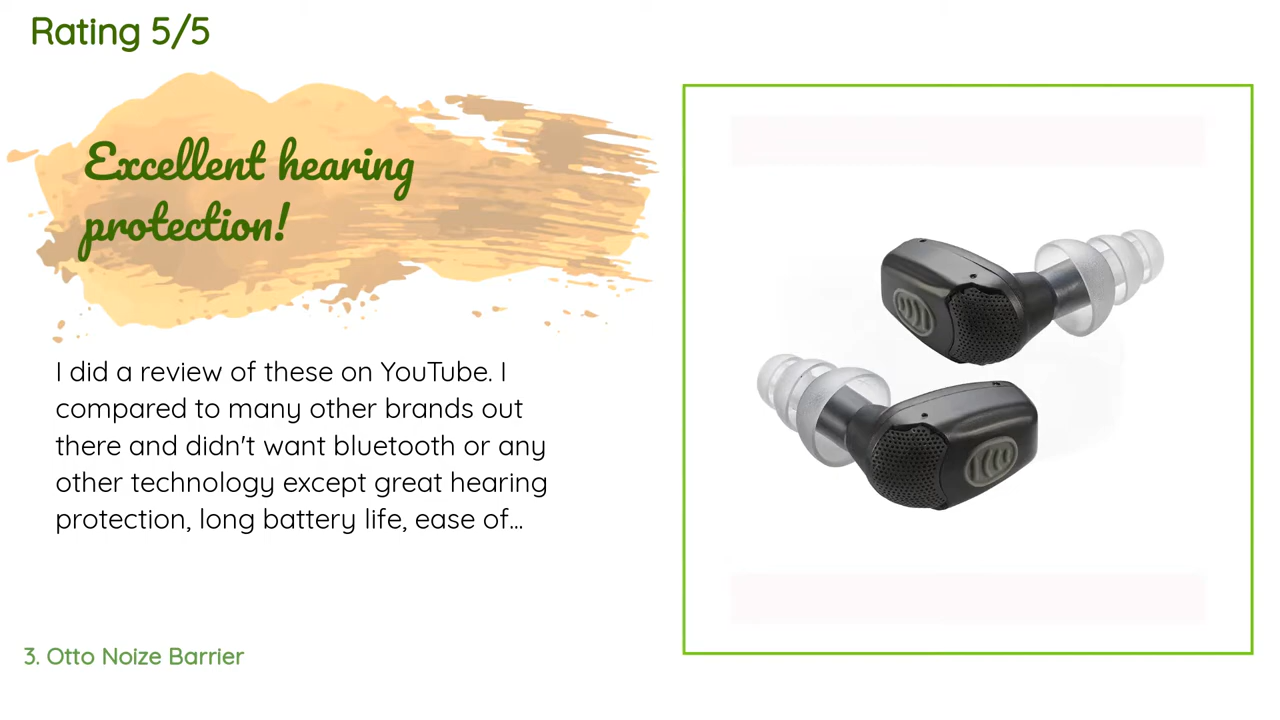 Rating 5/5
Excellent hearing
protection!
I did a review of these on YouTube. I
compared to many other brands out
there and didn't want bluetooth or any
other technology except great hearing
protection, long battery life, ease of...
3. Otto Noize Barrier